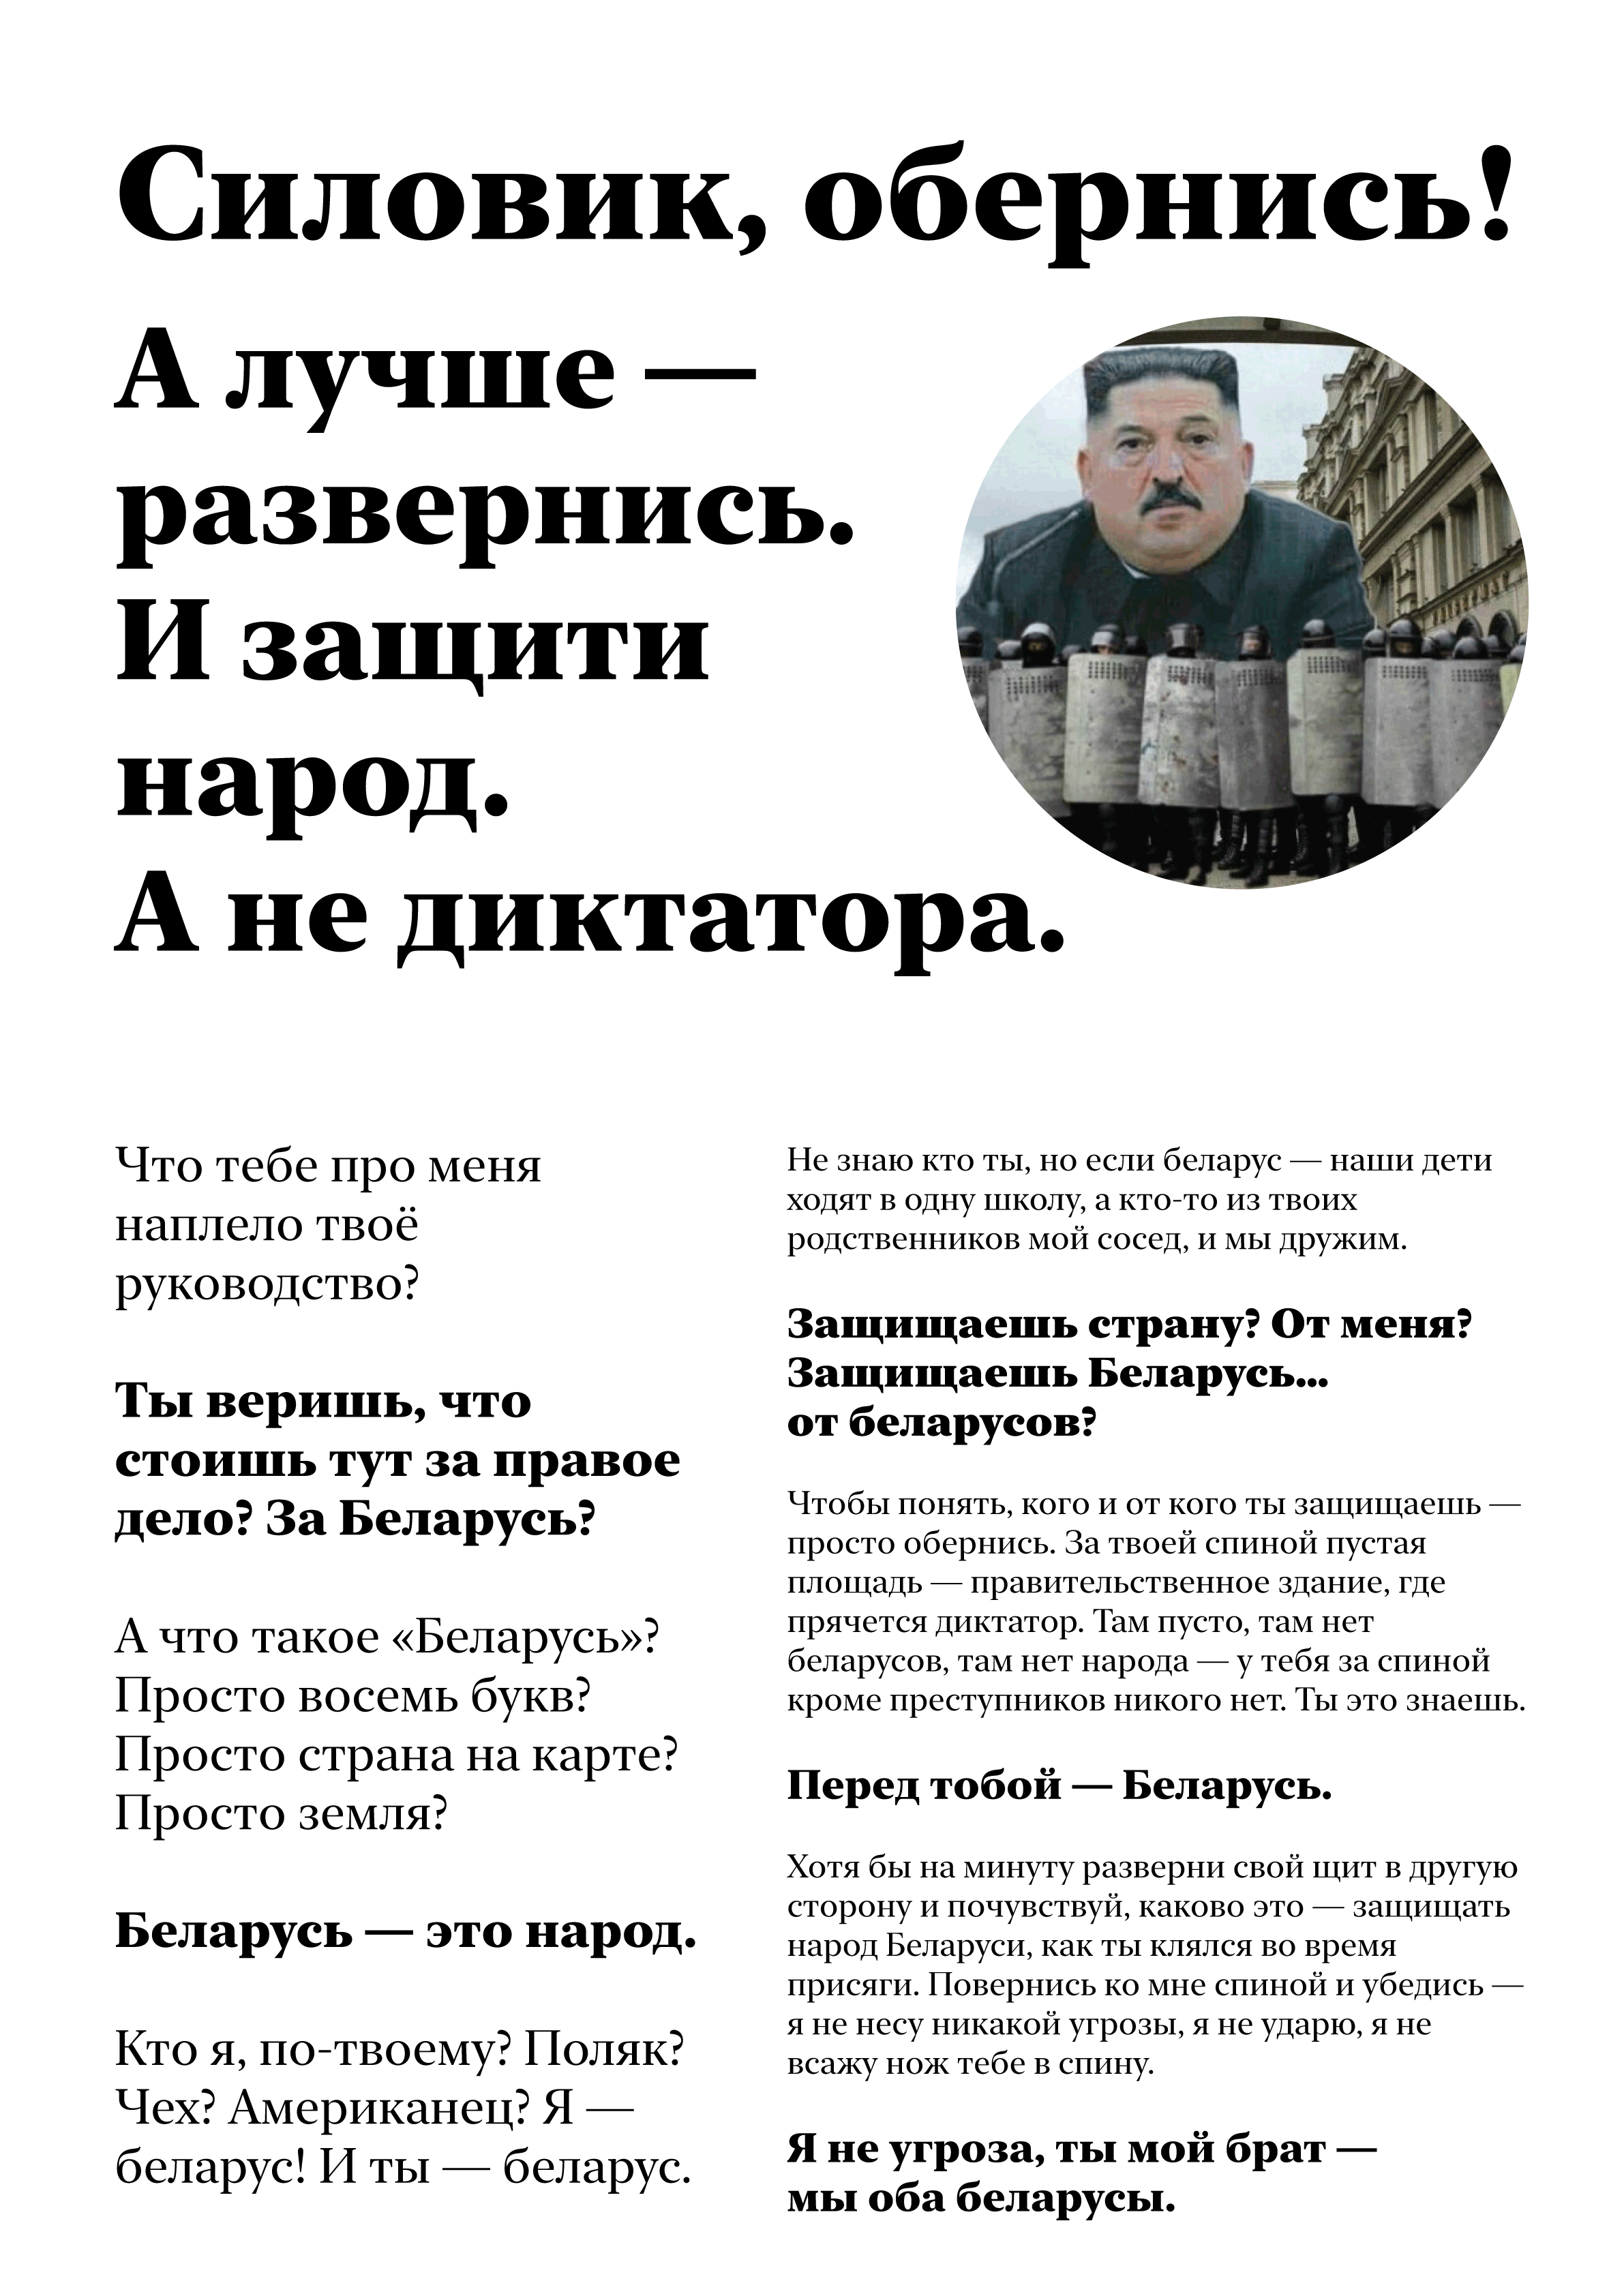 Силовик, обернись!
А лучше —
развернись.
И защити
народ.
А не диктатора.
Что тебе про меня
наплело твоё
руководство?
Ты веришь, что
стоишь тут за правое
дело? За Беларусь?
А что такое «Беларусь»?
Просто восемь букв?
Просто страна на карте?
Просто земля?
Беларусь — это народ.
Кто я, по-твоему? Поляк?
Чех? Американец? Я —
беларус! И ты — беларус.
Не знаю кто ты, но если беларус — наши дети
ходят в одну школу, а кто-то из твоих
родственников мой сосед, и мы дружим.
Защищаешь страну? От меня?
Защищаешь Беларусь...
от беларусов?
Чтобы понять, кого и от кого ты защищаешь —
просто обернись. За твоей спиной пустая
площадь — правительственное здание, где
прячется диктатор. Там пусто, там нет
беларусов, там нет народа — у тебя за спиной
кроме преступников никого нет. Ты это знаешь.
Перед тобой — Беларусь.
Хотя бы на минуту разверни свой щит в другую
сторону и почувствуй, каково это — защищать
народ Беларуси, как ты клялся во время
присяги. Повернись ко мне спиной и убедись —
я не несу никакой угрозы, я не ударю, я не
всажу нож тебе в спину.
Я не угроза, ты мой брат —
мы оба беларусы.